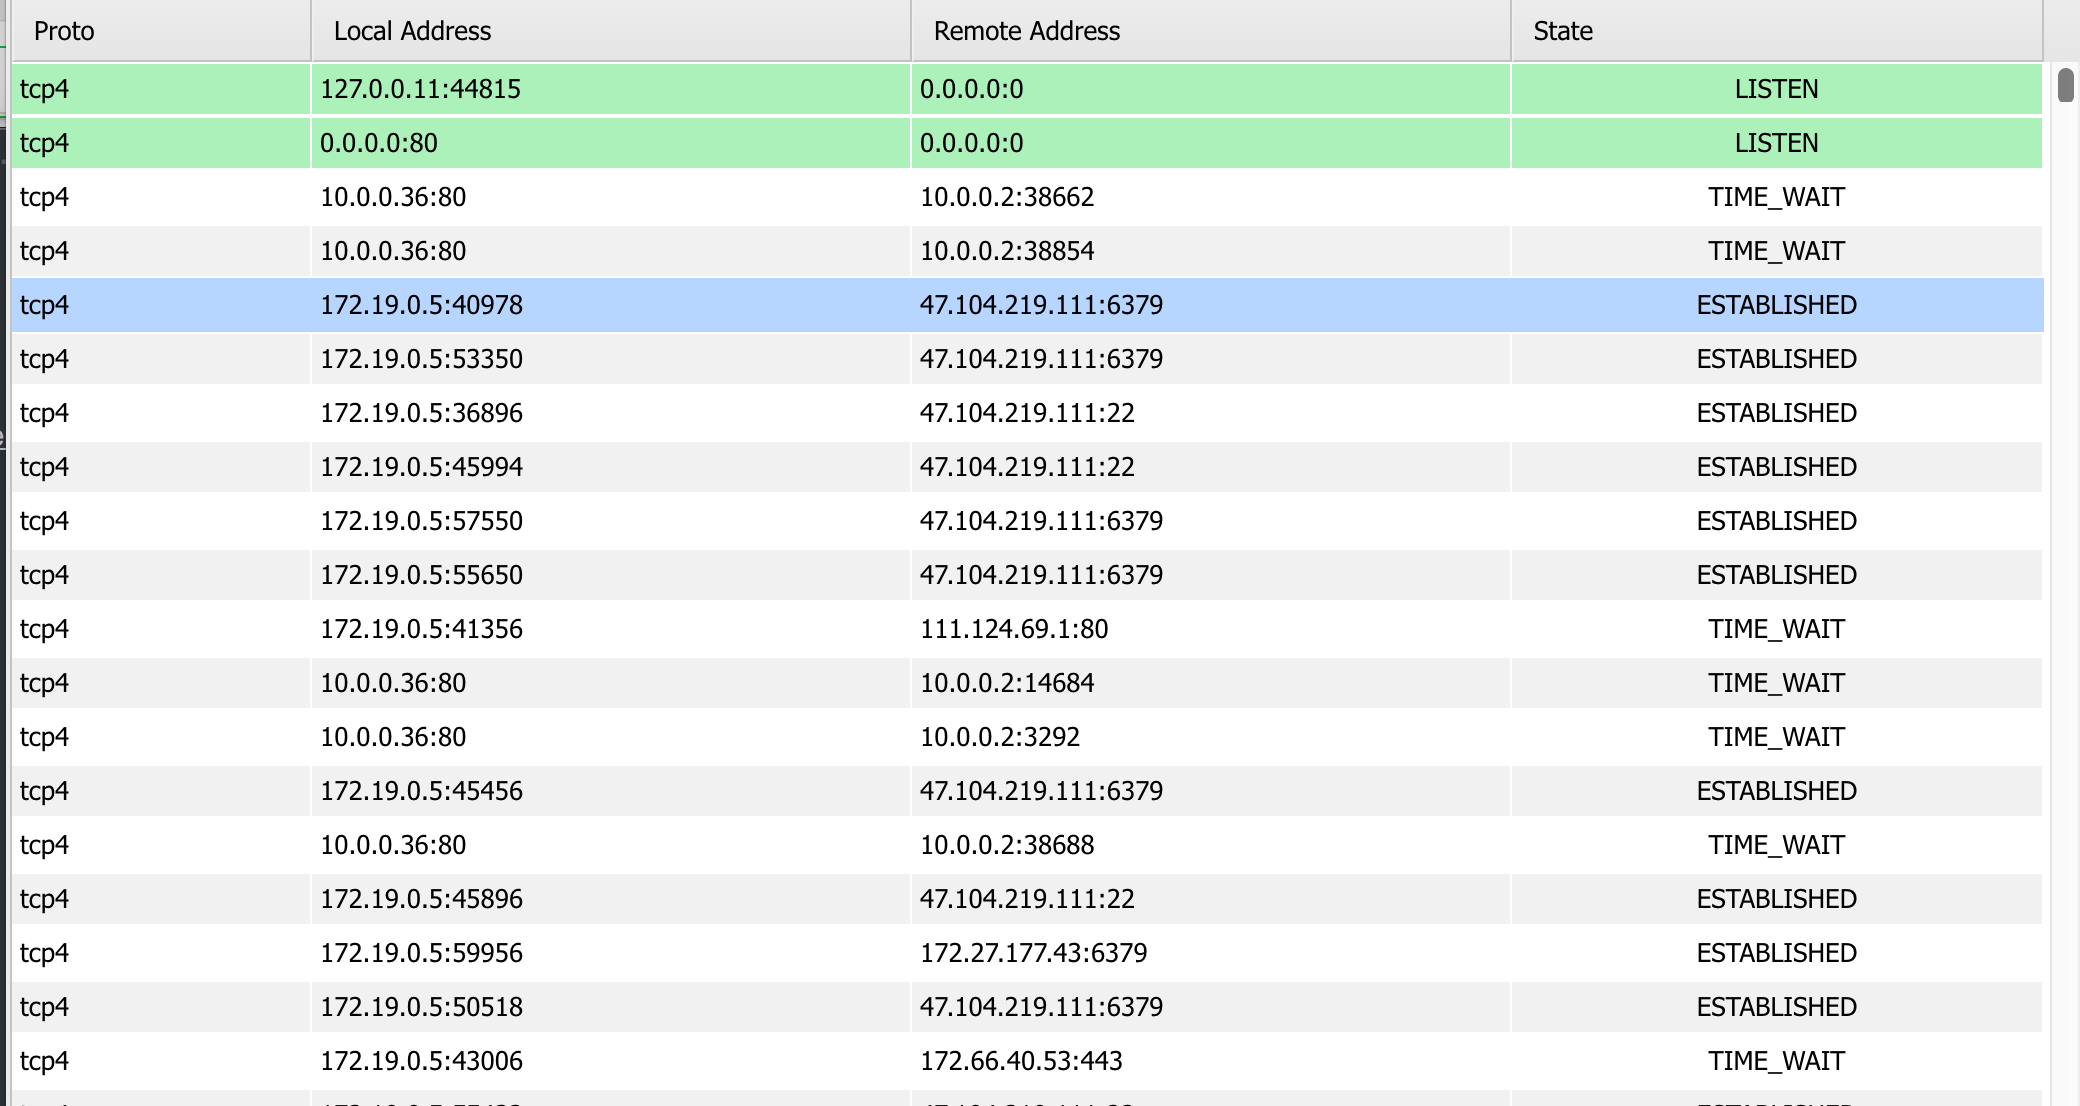 Proto Local Address Remote Address State
tcp4 127.0.0.11:44815 0.0.0.0:0 LISTEN
tcp4 0.0.0.0:80 0.0.0.0:0 LISTEN
tcp4 10.0.0.36:80 10.0.0.2:38662 TIME_WAIT
tcp4 10.0.0.36:80 10.0.0.2:38854 TIME_WAIT
tcp4 172.19.0.5:40978 47.104.219.111:6379 ESTABLISHED
tcp4 172.19.0.5:53350 47.104.219.111:6379 ESTABLISHED
tcp4 172.19.0.5:36896 47.104.219.111:22 ESTABLISHED
tcp4 172.19.0.5:45994 47.104.219.111:22 ESTABLISHED
tcp4 172.19.0.5:57550 47.104.219.111:6379 ESTABLISHED
tcp4 172.19.0.5:55650 47.104.219.111:6379 ESTABLISHED
tcp4 172.19.0.5:41356 111.124.69.1:80 TIME_WAIT
tcp4 10.0.0.36:80 10.0.0.2:14684 TIME_WAIT
tcp4 10.0.0.36:80 10.0.0.2:3292 TIME_WAIT
tcp4 172.19.0.5:45456 47.104.219.111:6379 ESTABLISHED
tcp4 10.0.0.36:80 10.0.0.2:38688 TIME_WAIT
tcp4 172.19.0.5:45896 47.104.219.111:22 ESTABLISHED
tcp4 172.19.0.5:59956 172.27.177.43:6379 ESTABLISHED
tcp4 172.19.0.5:50518 47.104.219.111:6379 ESTABLISHED
tcp4 172.19.0.5:43006 172.66.40.53:443 TIME_WAIT